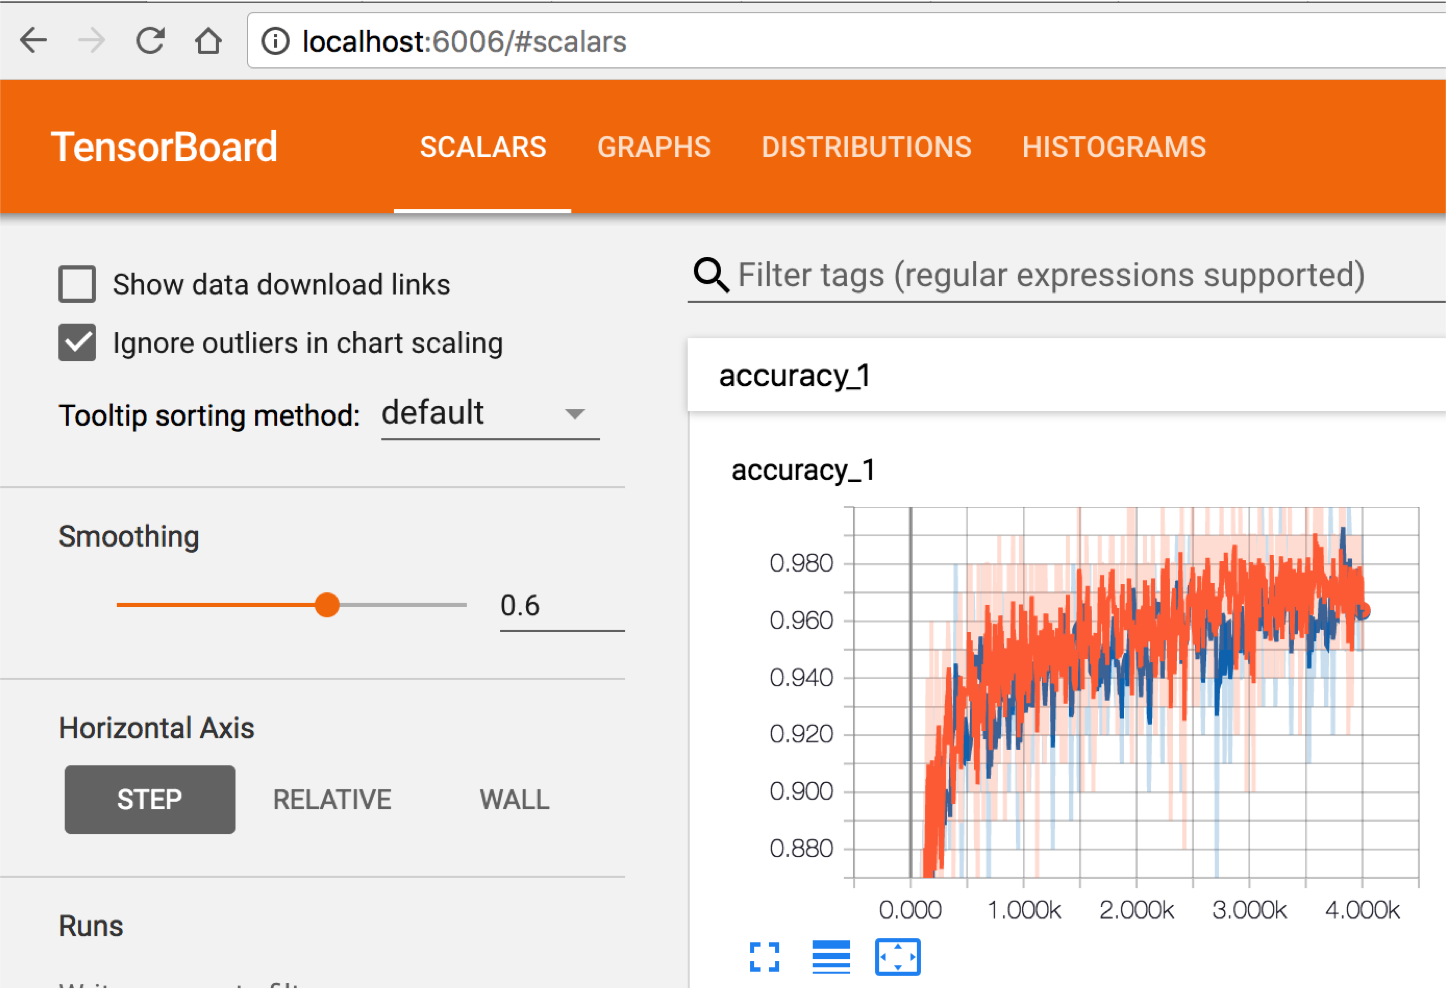 localhost:6006/#scalars
TensorBoard SCALARS GRAPHS DISTRIBUTIONS HISTOGRAMS
Show data download links
Ignore outliers in chart scaling
Tooltip sorting method: default
Smoothing
0.6
Horizontal Axis
STEP RELATIVE WALL
Runs
Filter tags (regular expressions supported)
accuracy_1
accuracy_1
0.980
0.960
0.940
0.920
0.900
0.880
0.000 1.000k 2.000k 3.000k 4.000k